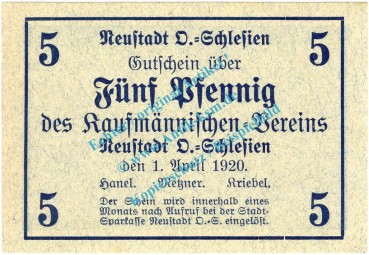 5 Neustadt O.-Schlesien 5
Gutschein über
Fünf Pfennig
des Kaufmännischen-Vereins
Neustadt O.-Schlesien
den 1. April 1920.
Hanel. Metzner. Kriebel.
5 Der Schein wird innerhalb eines 5
Monats nach Aufruf bei der Stadt-
Sparkasse Neustadt O.-S. eingelöst.